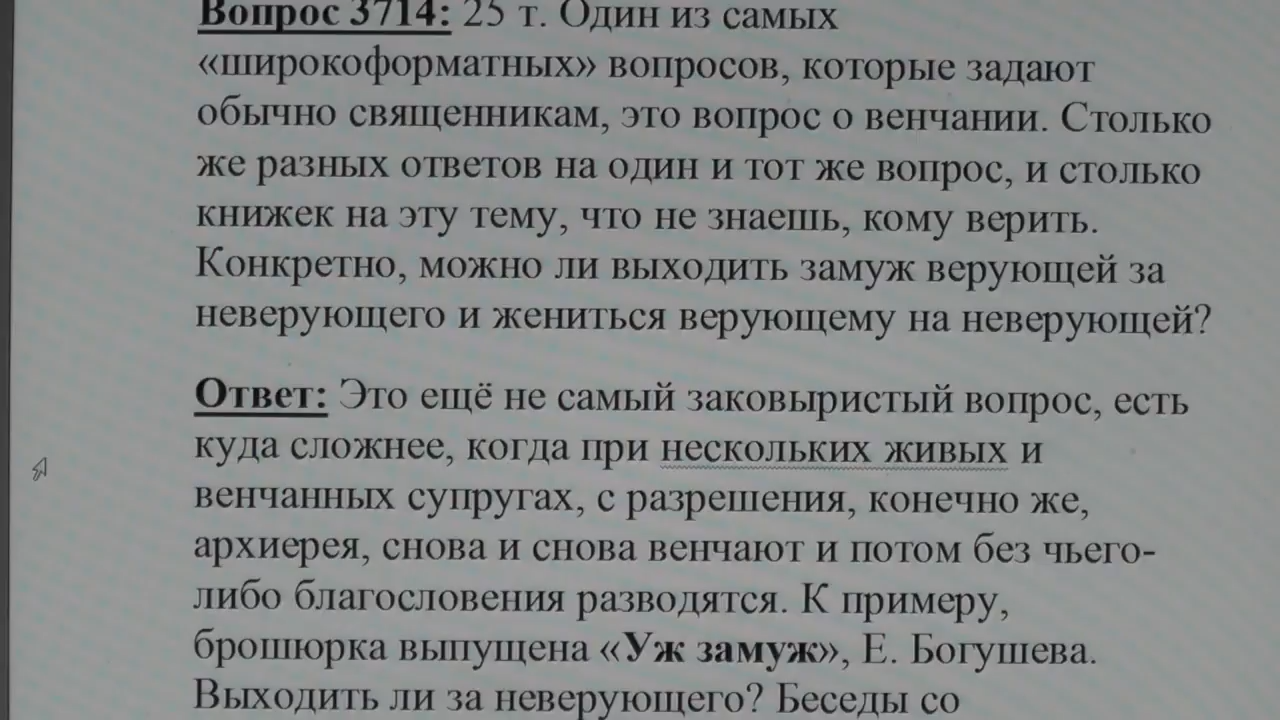 Вопрос 3714: 25 т. Один из самых
«широкоформатных» вопросов, которые задают
обычно священникам, это вопрос о венчании. Столько
же разных ответов на один и тот же вопрос, и столько
книжек на эту тему, что не знаешь, кому верить.
Конкретно, можно ли выходить замуж верующей за
неверующего и жениться верующему на неверующей?
Ответ: Это ещё не самый заковыристый вопрос, есть
куда сложнее, когда при нескольких живых и
венчанных супругах, с разрешения, конечно же,
архиерея, снова и снова венчают и потом без чьего-
либо благословения разводятся. К примеру,
брошюрка выпущена «Уж замуж», Е. Богушева.
Выходить ли за неверующего? Беседы со